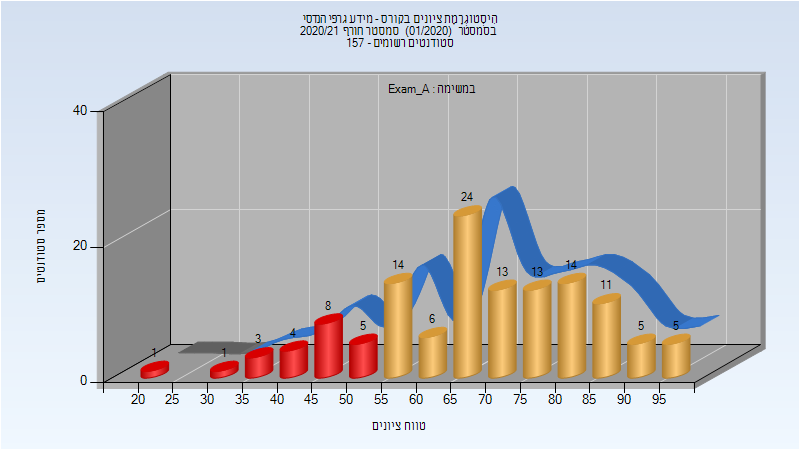 היסטוגרמת ציונים בקורס - מידע גרפי הנדסי
בסמסטר (01/2020) סמסטר חורף 2020/21
סטודנטים רשומים - 157
במשימה : Exam_A
מספר סטודנטים
40
20
0
1
1
3
4
8
5
14
6
24
13
13
14
11
5
5
20 25 30 35 40 45 50 55 60 65 70 75 80 85 90 95
טווח ציונים